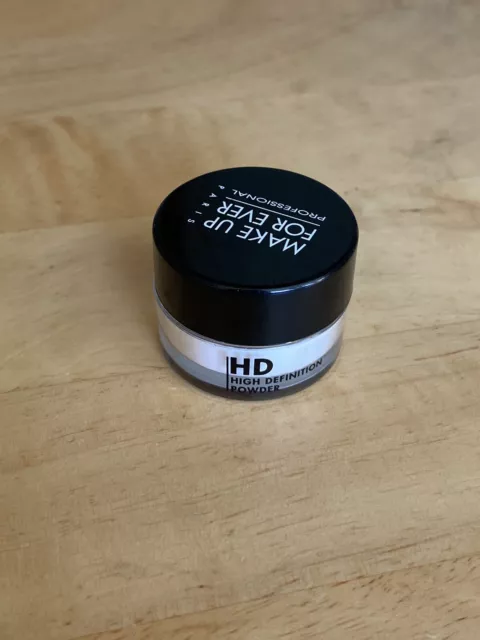 MAKE UP
FOR EVER
PROFESSIONAL
PARIS
HD
HIGH DEFINITION
POWDER